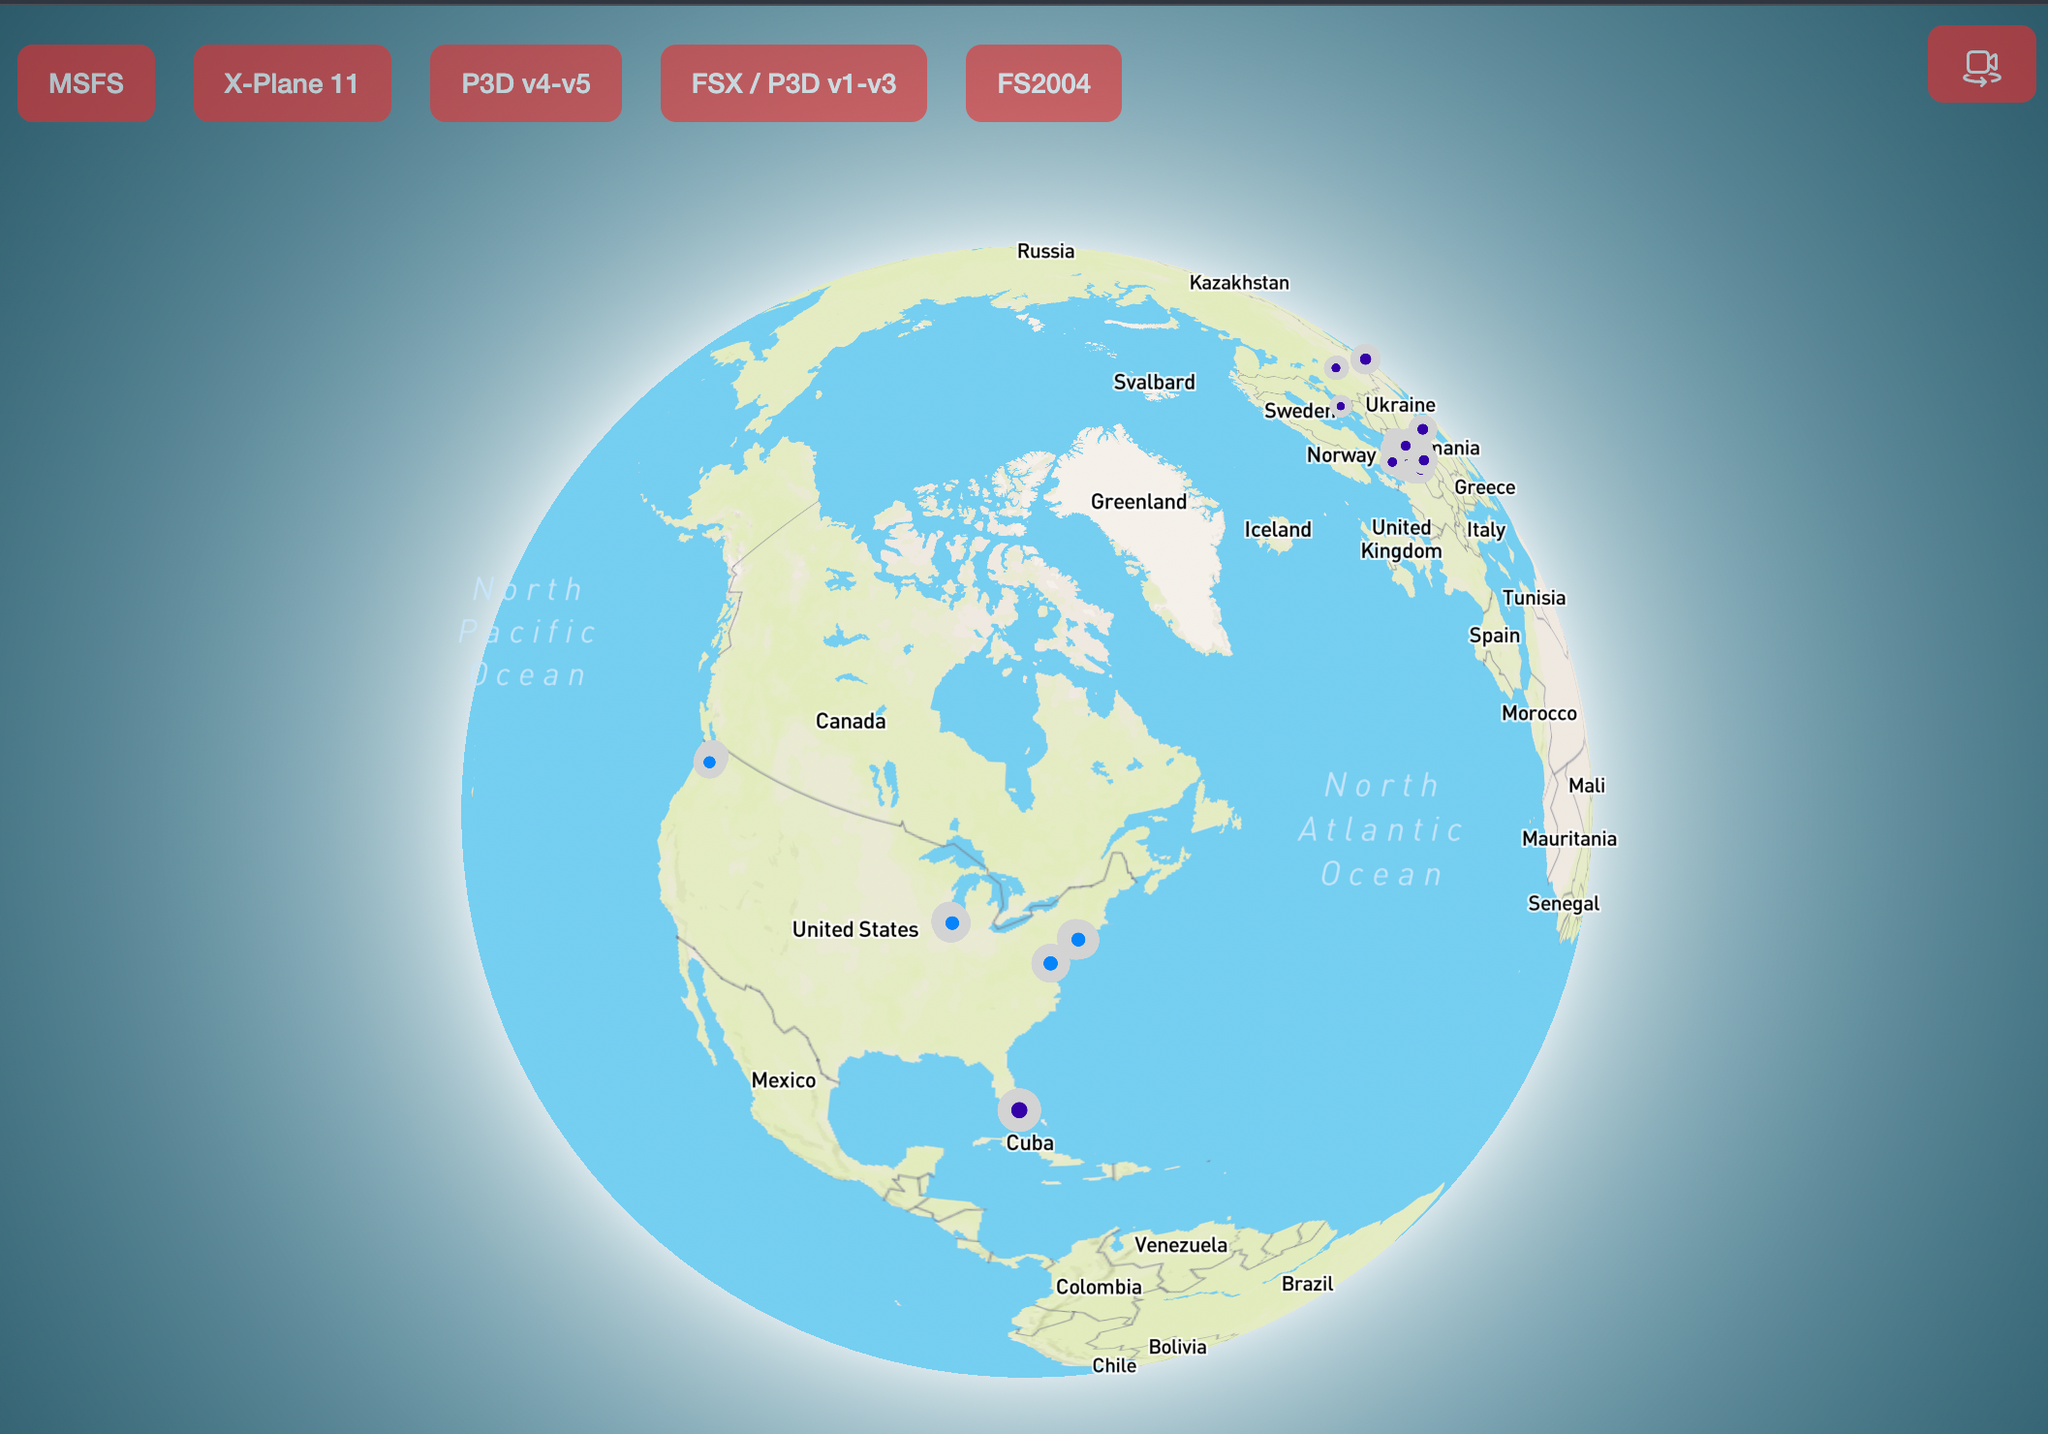 MSFS
X-Plane 11
P3D v4-v5
FSX / P3D v1-v3
FS2004
Russia
Kazakhstan
Svalbard
Sweden
Ukraine
Norway
mania
Greece
Greenland
Iceland
United
Kingdom
Italy
North
Pacific
Ocean
Tunisia
Spain
Canada
Morocco
North
Atlantic
Ocean
Mali
Mauritania
Senegal
United States
Mexico
Cuba
Venezuela
Colombia
Brazil
Bolivia
Chile